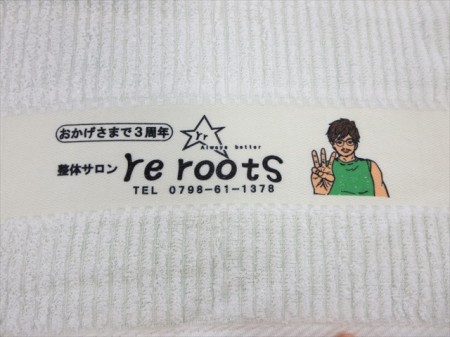 おかげさまで3周年
yr
Always better
整体サロン re roots
TEL 0798-61-1378